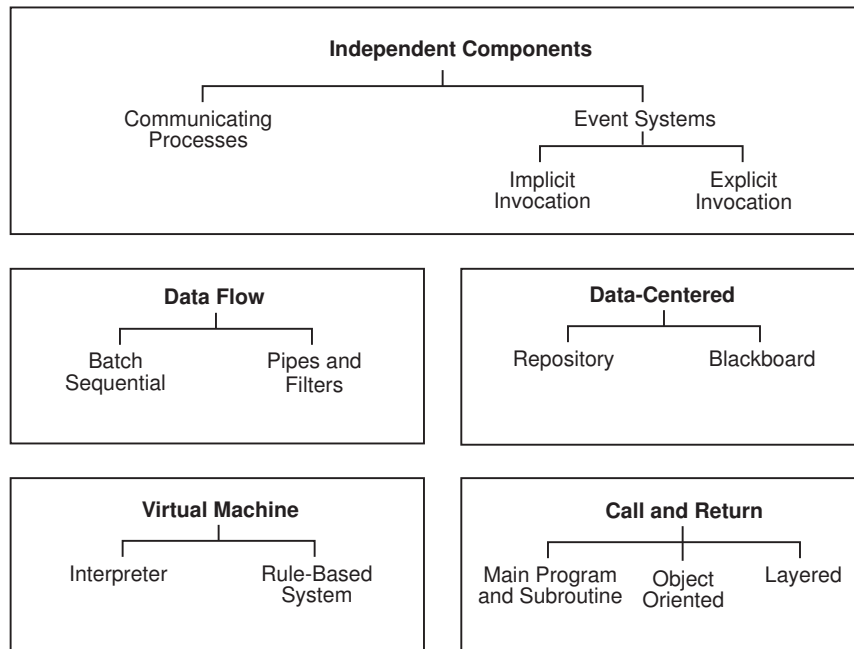 Independent Components
Communicating
Processes
Event Systems
Implicit
Invocation
Explicit
Invocation
Data Flow
Batch
Sequential
Pipes and
Filters
Data-Centered
Repository
Blackboard
Virtual Machine
Interpreter
Rule-Based
System
Call and Return
Main Program
and Subroutine
Object
Oriented
Layered